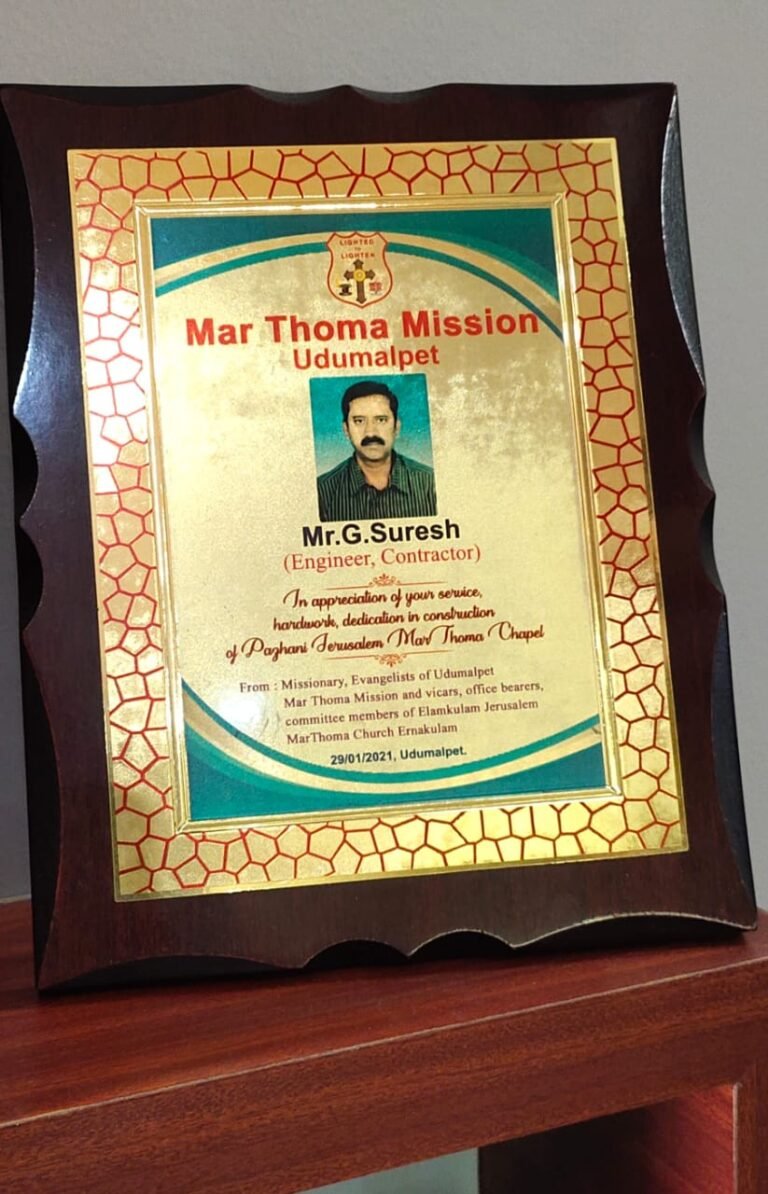 LIGHTED
TO
LIGHTEN
Mar Thoma Mission
Udumalpet
Mr.G.Suresh
(Engineer, Contractor)
In appreciation of your service,
hardwork, dedication in construction
of Pazhani Jerusalem Mar Thoma Chapel
From : Missionary, Evangelists of Udumalpet
Mar Thoma Mission and vicars, office bearers,
committee members of Elamkulam Jerusalem
MarThoma Church Ernakulam
29/01/2021, Udumalpet.